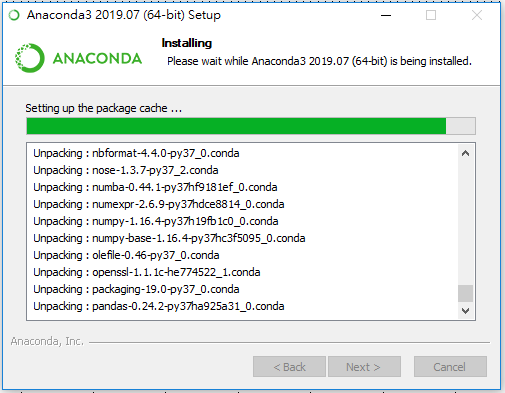 Anaconda3 2019.07 (64-bit) Setup
ANACONDA
Installing
Please wait while Anaconda3 2019.07 (64-bit) is being installed.
Setting up the package cache ...
Unpacking : nbformat-4.4.0-py37_0.conda
Unpacking : nose-1.3.7-py37_2.conda
Unpacking : numba-0.44.1-py37hf9181ef_0.conda
Unpacking : numexpr-2.6.9-py37hdce8814_0.conda
Unpacking : numpy-1.16.4-py37h19fb1c0_0.conda
Unpacking : numpy-base-1.16.4-py37hc3f5095_0.conda
Unpacking : olefile-0.46-py37_0.conda
Unpacking : openssl-1.1.1c-he774522_1.conda
Unpacking : packaging-19.0-py37_0.conda
Unpacking : pandas-0.24.2-py37ha925a31_0.conda
Anaconda, Inc.
< Back
Next >
Cancel